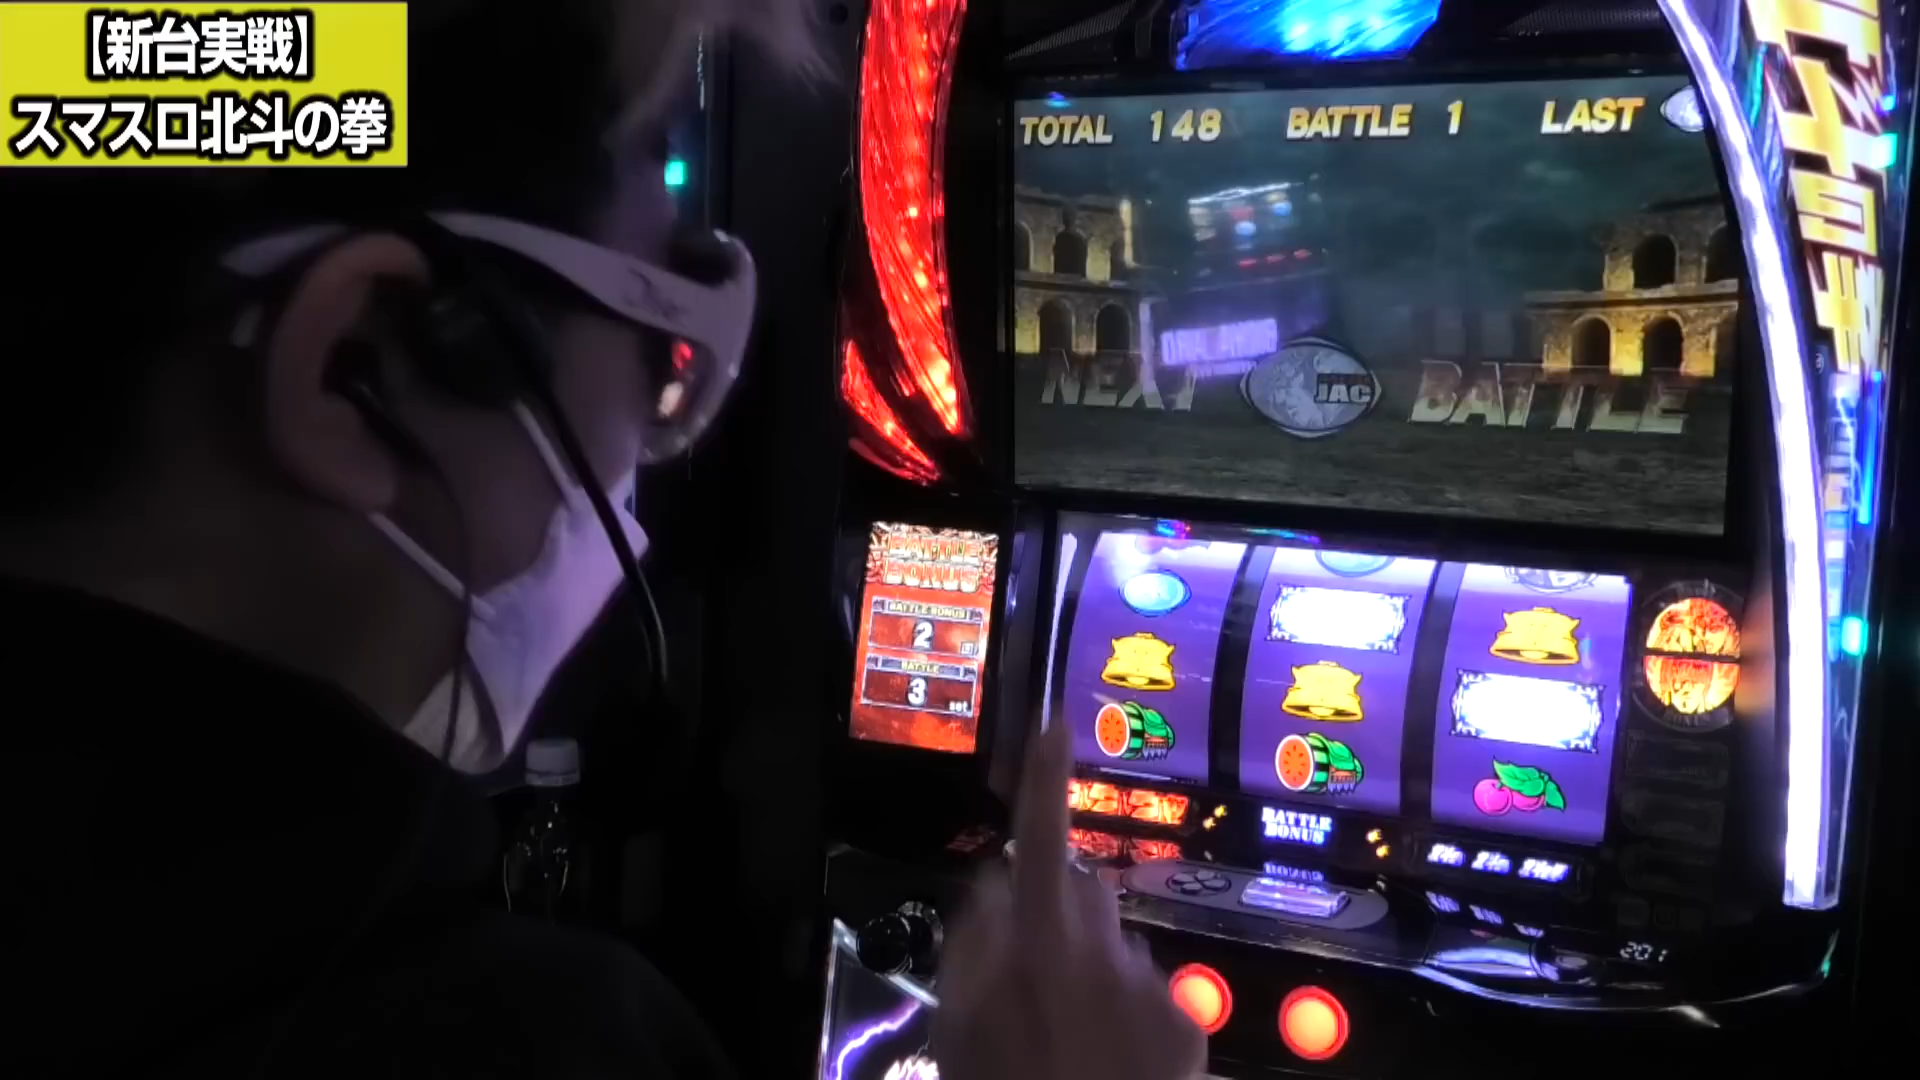 【新台実戦】
スマスロ北斗の拳
TOTAL 148 BATTLE 1 LAST
NEXT JAC BATTLE
BATTLE
BONUS
BATTLE BONUS
2
BATTLE
3 set
BATTLE
BONUS
201